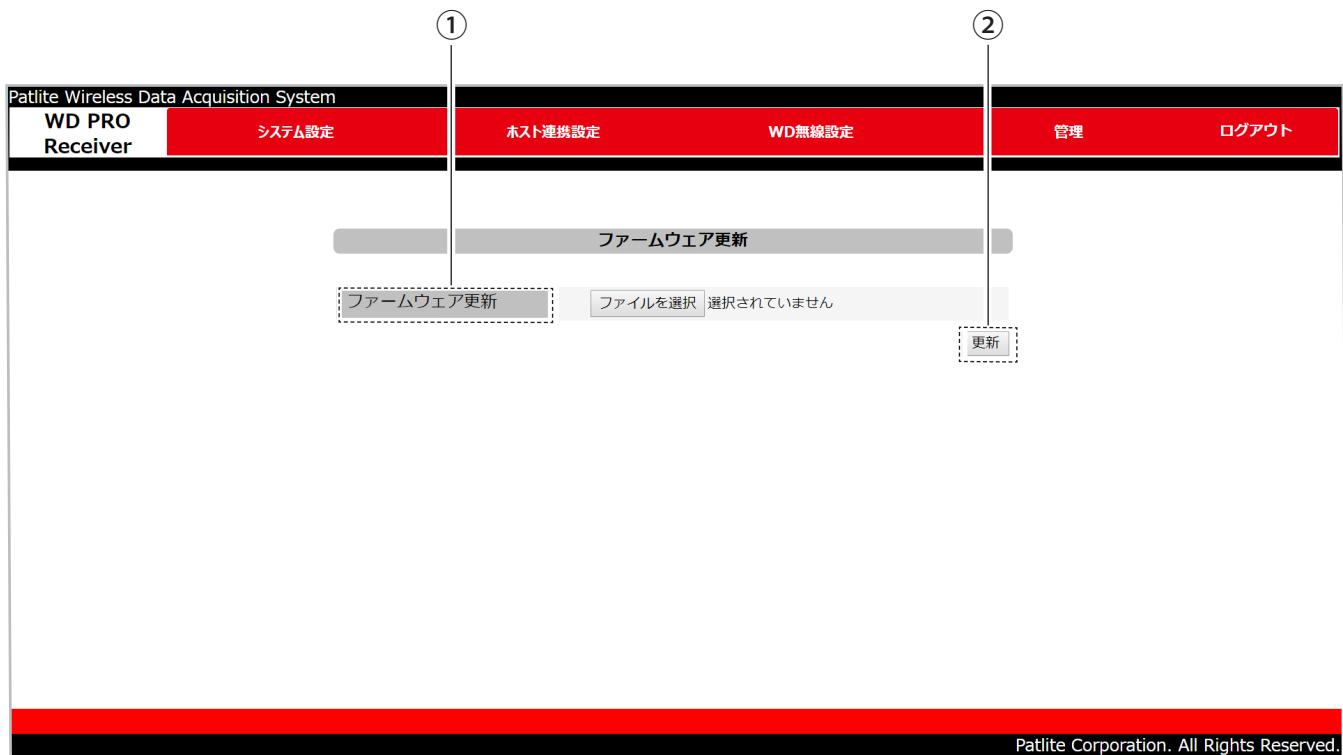 ① ②
Patlite Wireless Data Acquisition System
WD PRO
Receiver
システム設定 ホスト連携設定 WD無線設定 管理 ログアウト
ファームウェア更新
ファームウェア更新 ファイルを選択 選択されていません
更新
Patlite Corporation. All Rights Reserved.